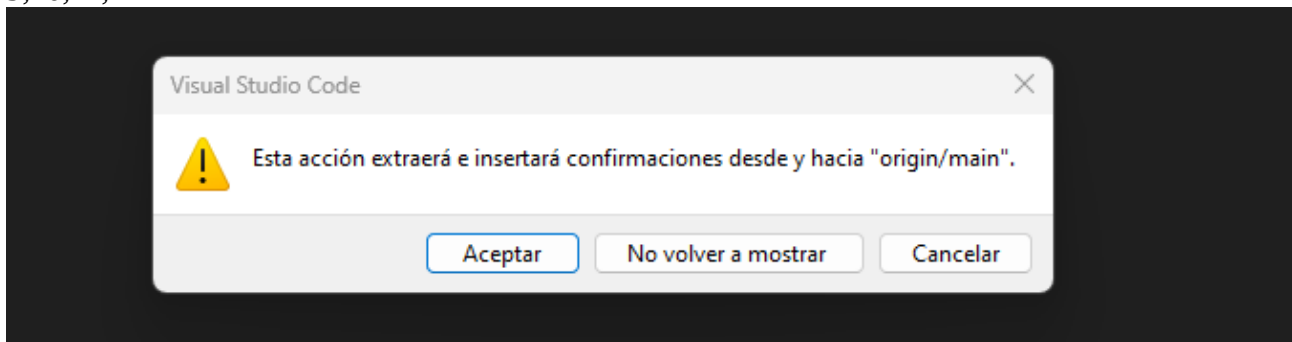 Visual Studio Code
Esta acción extraerá e insertará confirmaciones desde y hacia "origin/main".
Aceptar
No volver a mostrar
Cancelar